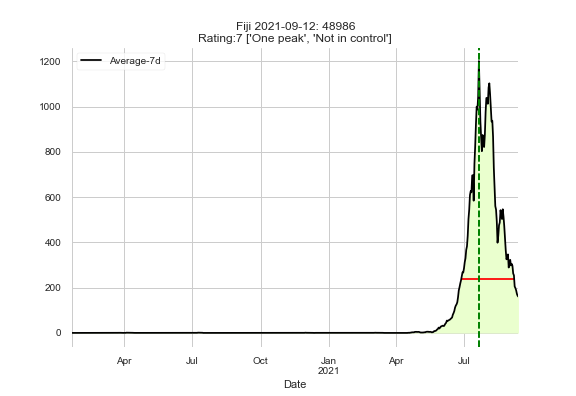 Fiji 2021-09-12: 48986
Rating:7 ['One peak', 'Not in control']
Average-7d
1200
1000
800
600
400
200
0
Apr
Jul
Oct
Jan
2021
Apr
Jul
Date